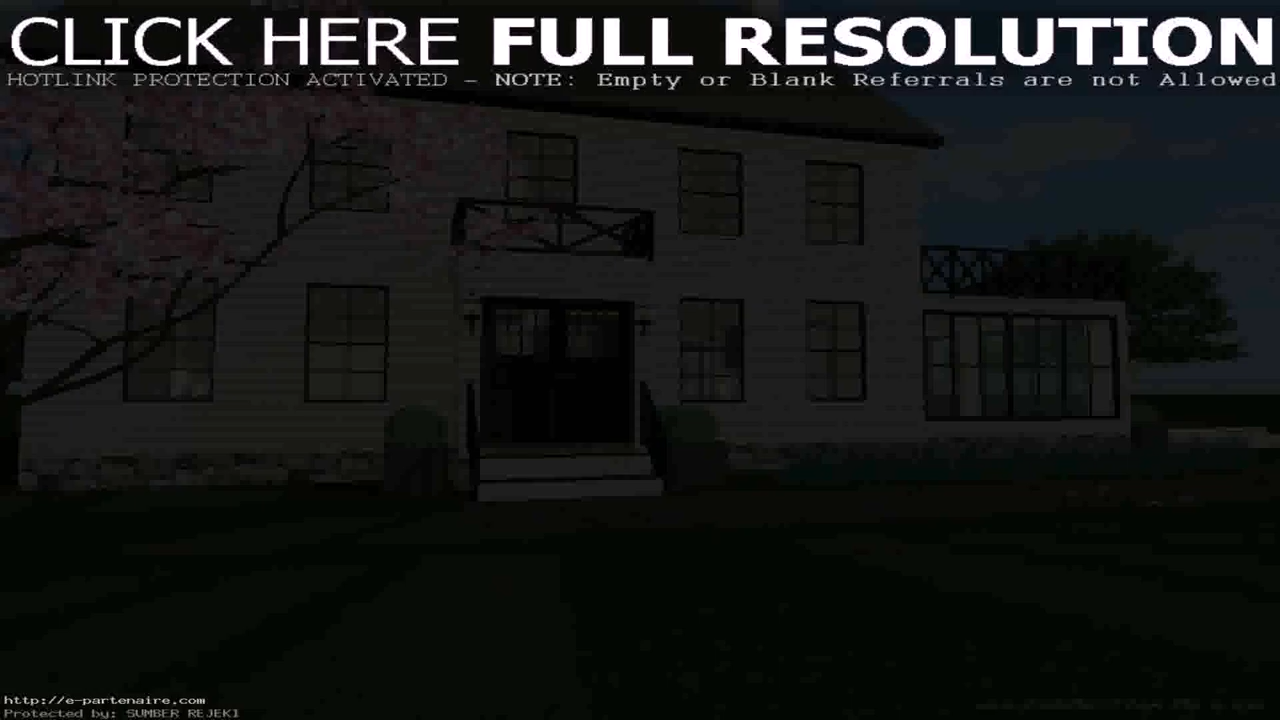 CLICK HERE FULL RESOLUTION
HOTLINK PROTECTION ACTIVATED - NOTE: Empty or Blank Referrals are not Allowed
http://e-partenaire.com
Protected by: SUMBER REJEKI